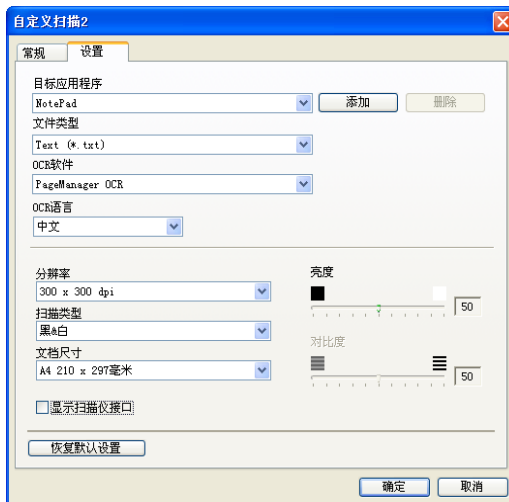 自定义扫描2
常规 设置
目标应用程序
NotePad 添加 删除
文件类型
Text (*.txt)
OCR软件
PageManager OCR
OCR语言
中文
分辨率 亮度
300 x 300 dpi 50
扫描类型
黑&白
对比度
文档尺寸
A4 210 x 297毫米 50
显示扫描仪接口
恢复默认设置
确定 取消